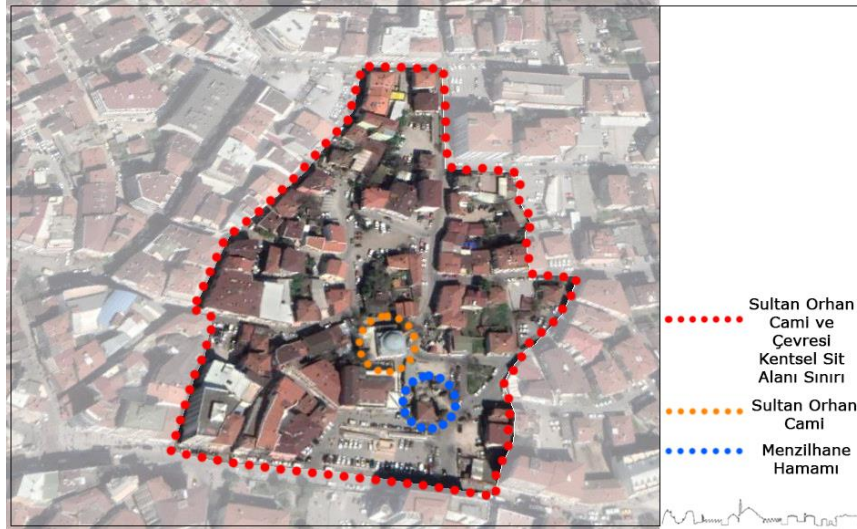 Sultan Orhan
Cami ve
Çevresi
Kentsel Sit
Alanı Sınırı
Sultan Orhan
Cami
Menzilhane
Hamamı